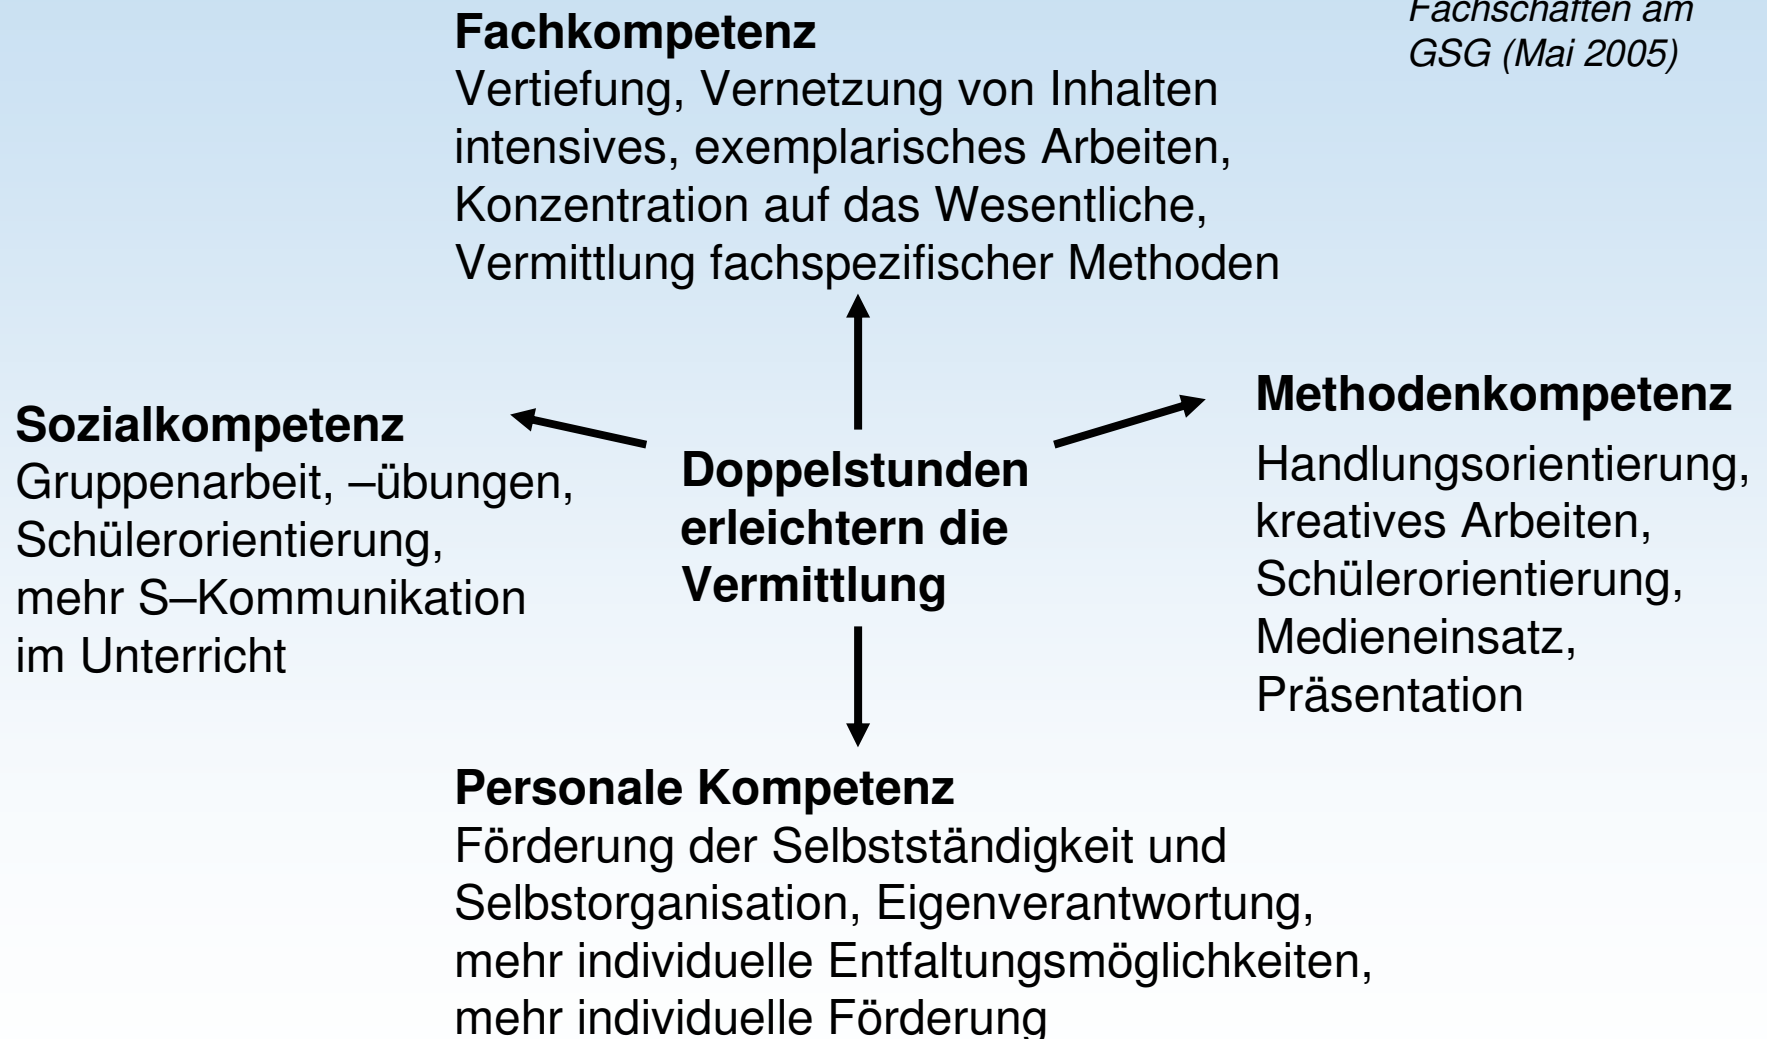 Fachschaften am
GSG (Mai 2005)
Fachkompetenz
Vertiefung, Vernetzung von Inhalten
intensives, exemplarisches Arbeiten,
Konzentration auf das Wesentliche,
Vermittlung fachspezifischer Methoden
Sozialkompetenz
Gruppenarbeit, –übungen,
Schülerorientierung,
mehr S–Kommunikation
im Unterricht
Doppelstunden
erleichtern die
Vermittlung
Methodenkompetenz
Handlungsorientierung,
kreatives Arbeiten,
Schülerorientierung,
Medieneinsatz,
Präsentation
Personale Kompetenz
Förderung der Selbstständigkeit und
Selbstorganisation, Eigenverantwortung,
mehr individuelle Entfaltungsmöglichkeiten,
mehr individuelle Förderung